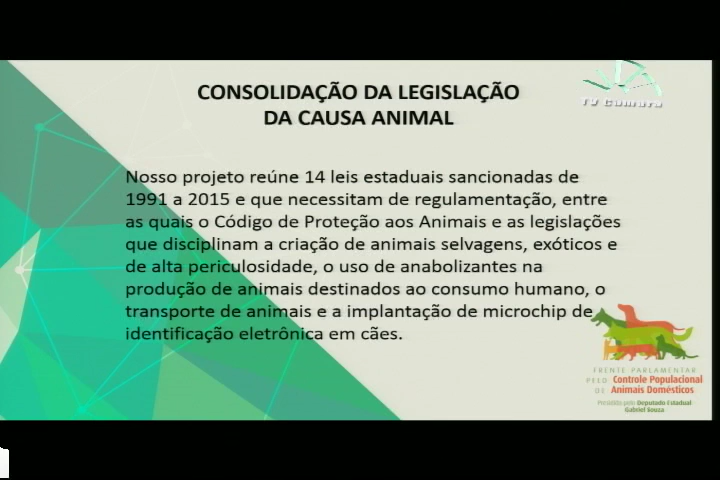 CONSOLIDAÇÃO DA LEGISLAÇÃO
DA CAUSA ANIMAL
TV Camara
Nosso projeto reúne 14 leis estaduais sancionadas de
1991 a 2015 e que necessitam de regulamentação, entre
as quais o Código de Proteção aos Animais e as legislações
que disciplinam a criação de animais selvagens, exóticos e
de alta periculosidade, o uso de anabolizantes na
produção de animais destinados ao consumo humano, o
transporte de animais e a implantação de microchip de
identificação eletrônica em cães.
FRENTE PARLAMENTAR
PELO Controle Populacional
DE Animais Domésticos
Presidida pelo Deputado Estadual
Gabriel Souza